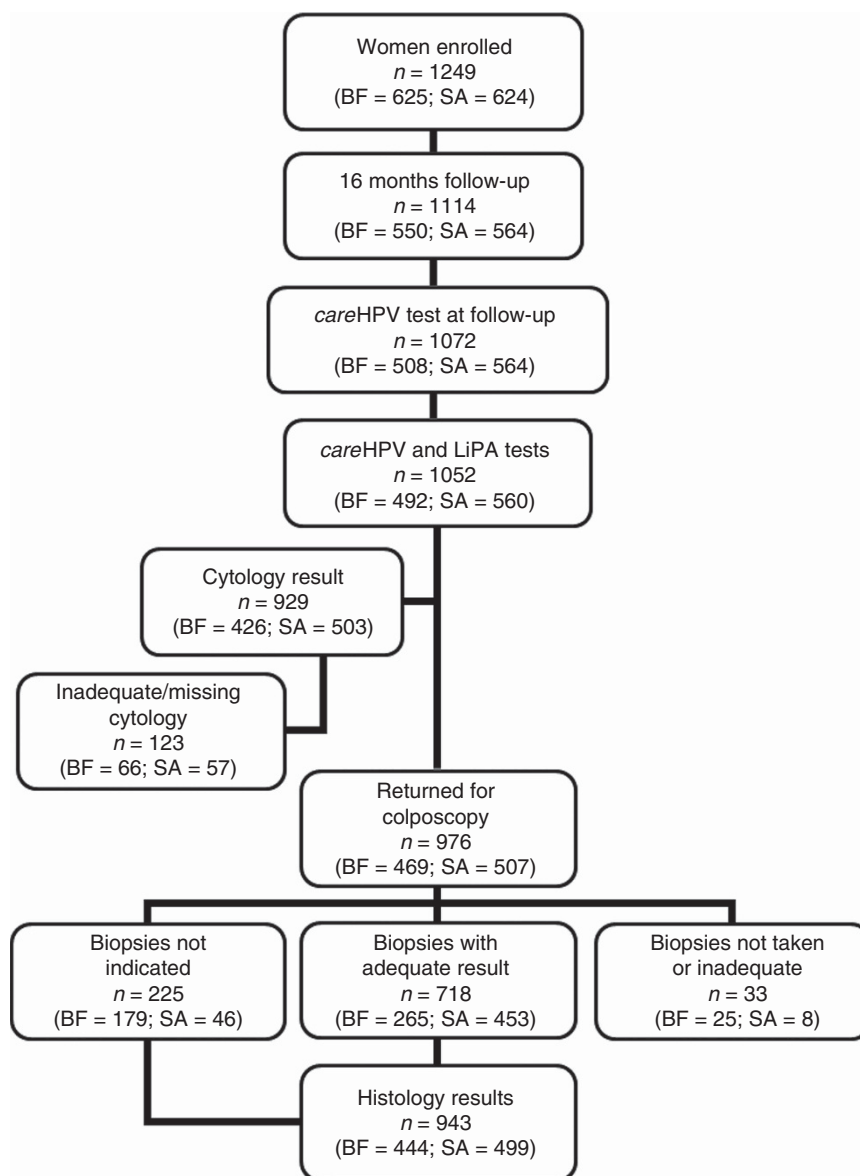 Women enrolled
n = 1249
(BF = 625; SA = 624)
16 months follow-up
n = 1114
(BF = 550; SA = 564)
careHPV test at follow-up
n = 1072
(BF = 508; SA = 564)
careHPV and LiPA tests
n = 1052
(BF = 492; SA = 560)
Cytology result
n = 929
(BF = 426; SA = 503)
Inadequate/missing
cytology
n = 123
(BF = 66; SA = 57)
Returned for
colposcopy
n = 976
(BF = 469; SA = 507)
Biopsies not
indicated
n = 225
(BF = 179; SA = 46)
Biopsies with
adequate result
n = 718
(BF = 265; SA = 453)
Biopsies not taken
or inadequate
n = 33
(BF = 25; SA = 8)
Histology results
n = 943
(BF = 444; SA = 499)